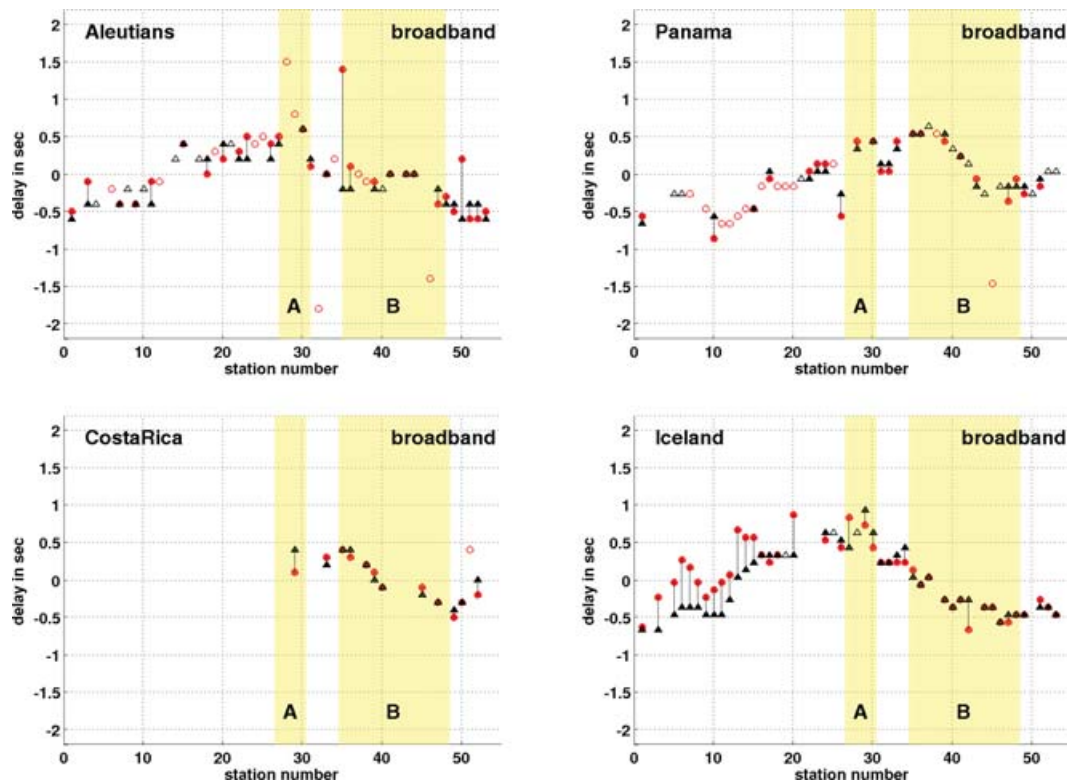 Aleutians broadband
2
1.5
1
0.5
0
-0.5
-1
-1.5
-2
delay in sec
A B
0 10 20 30 40 50
station number
Panama broadband
2
1.5
1
0.5
0
-0.5
-1
-1.5
-2
delay in sec
A B
0 10 20 30 40 50
station number
CostaRica broadband
2
1.5
1
0.5
0
-0.5
-1
-1.5
-2
delay in sec
A B
0 10 20 30 40 50
station number
Iceland broadband
2
1.5
1
0.5
0
-0.5
-1
-1.5
-2
delay in sec
A B
0 10 20 30 40 50
station number